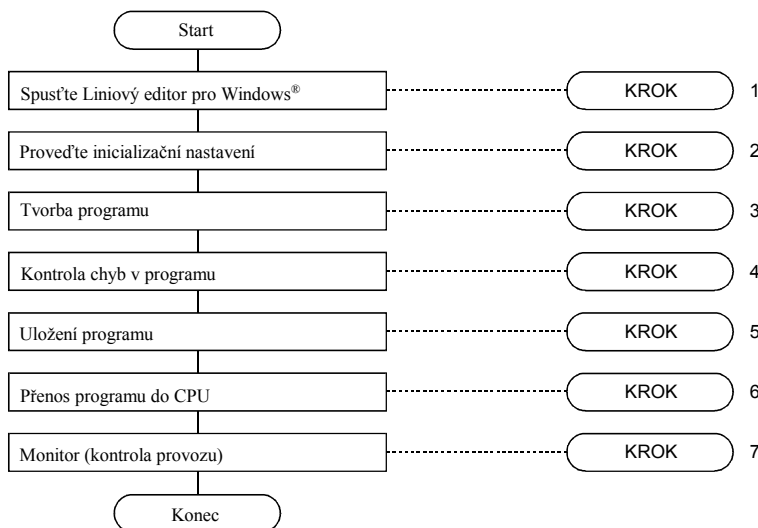 Start
Spusťte Liniový editor pro Windows® KROK 1
Proveďte inicializační nastavení KROK 2
Tvorba programu KROK 3
Kontrola chyb v programu KROK 4
Uložení programu KROK 5
Přenos programu do CPU KROK 6
Monitor (kontrola provozu) KROK 7
Konec